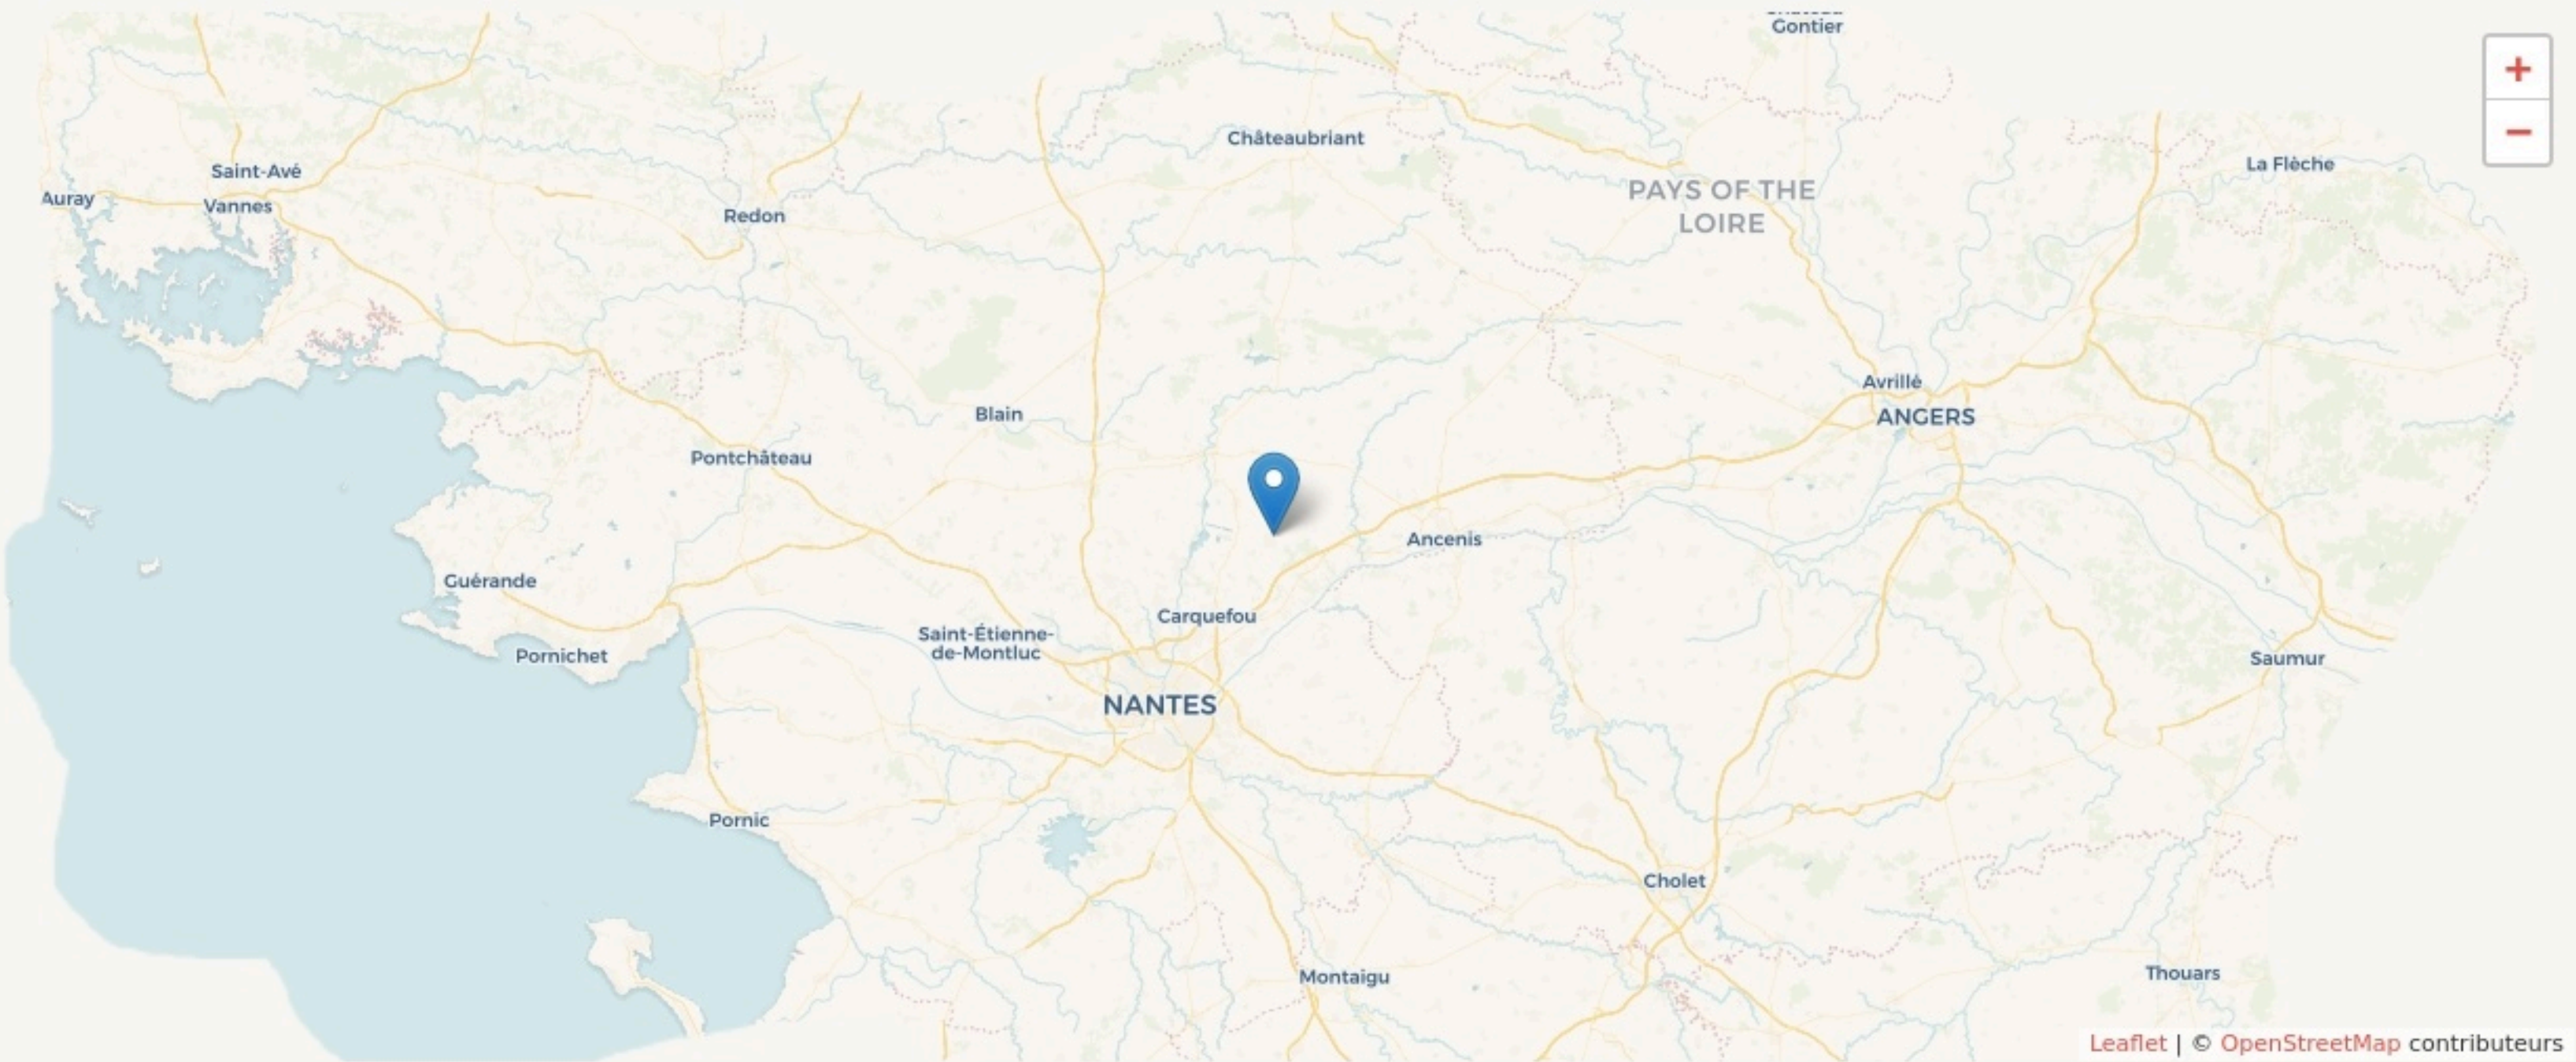 Gontier
+
−
Châteaubriant
La Flèche
Saint-Avé
PAYS OF THE
LOIRE
Auray
Vannes
Redon
Avrillé
ANGERS
Blain
Pontchâteau
Ancenis
Guérande
Carquefou
Saint-Étienne-
de-Montluc
Pornichet
Saumur
NANTES
Pornic
Cholet
Montaigu
Thouars
Leaflet | © OpenStreetMap contributeurs